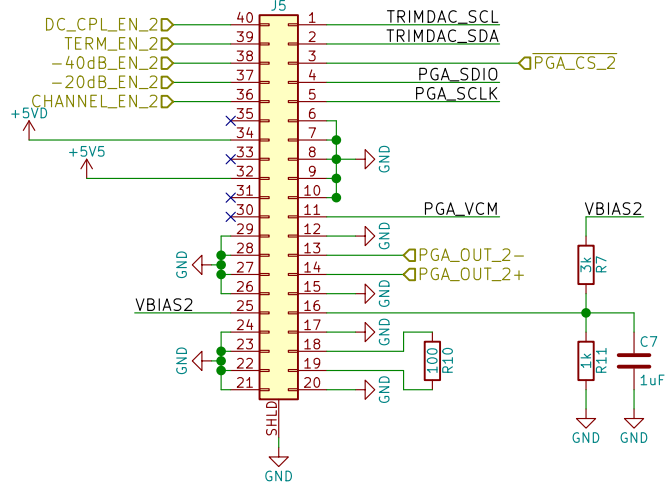 J5
DC_CPL_EN_2 40 1 TRIMDAC_SCL
TERM_EN_2 39 2 TRIMDAC_SDA
-40dB_EN_2 38 3 PGA_CS_2
-20dB_EN_2 37 4 PGA_SDIO
CHANNEL_EN_2 36 5 PGA_SCLK
+5VD 35 6
34 7
+5V5 33 8 GND
32 9
31 10
30 11 PGA_VCM VBIAS2
29 12 GND
28 13 PGA_OUT_2-
GND 27 14 PGA_OUT_2+ 3k R7
26 15 GND
VBIAS2 25 16
24 17 GND
GND 23 18 100 R10 1k R11 C7
22 19 1uF
21 20 GND
SHLD
GND GND
GND